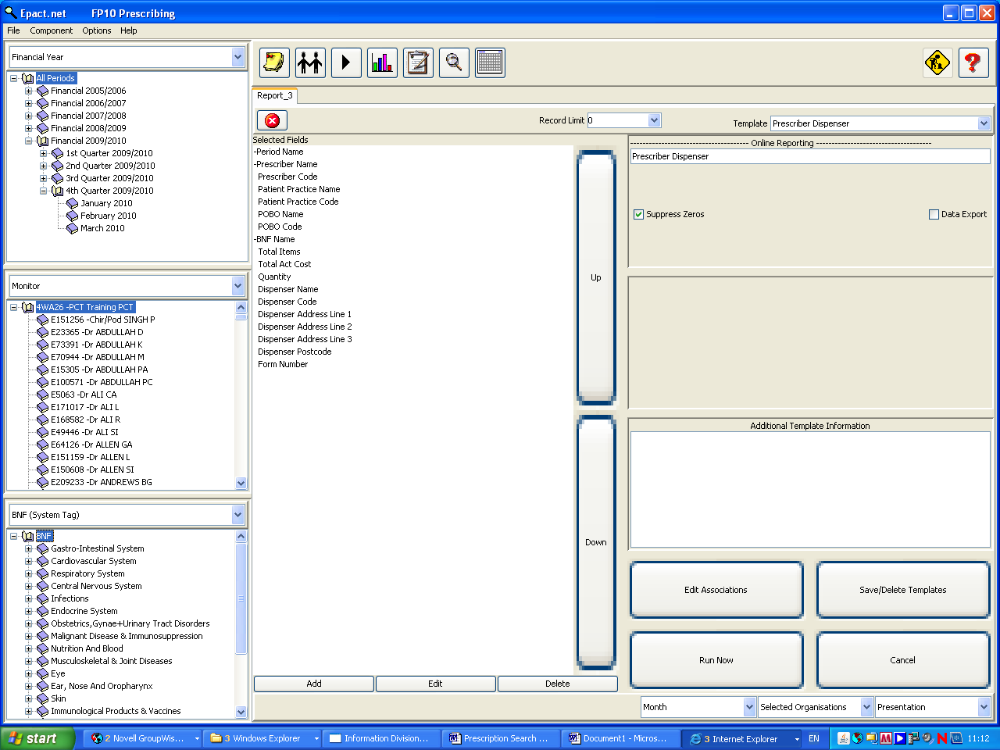 Epact.net FP10 Prescribing
File Component Options Help
Financial Year
All Periods
Financial 2005/2006
Financial 2006/2007
Financial 2007/2008
Financial 2008/2009
Financial 2009/2010
1st Quarter 2009/2010
2nd Quarter 2009/2010
3rd Quarter 2009/2010
4th Quarter 2009/2010
January 2010
February 2010
March 2010
Monitor
4WA26 -PCT Training PCT
E151256 -Chir/Pod SINGH P
E23365 -Dr ABDULLAH D
E73391 -Dr ABDULLAH K
E70944 -Dr ABDULLAH M
E15305 -Dr ABDULLAH PA
E100571 -Dr ABDULLAH PC
E5063 -Dr ALI CA
E171017 -Dr ALI L
E168582 -Dr ALI R
E49446 -Dr ALI SI
E64126 -Dr ALLEN GA
E151159 -Dr ALLEN L
E150608 -Dr ALLEN SI
E209233 -Dr ANDREWS BG
BNF (System Tag)
BNF
Gastro-Intestinal System
Cardiovascular System
Respiratory System
Central Nervous System
Infections
Endocrine System
Obstetrics,Gynae+Urinary Tract Disorders
Malignant Disease & Immunosuppression
Nutrition And Blood
Musculoskeletal & Joint Diseases
Eye
Ear, Nose And Oropharynx
Skin
Immunological Products & Vaccines
Report_3
Record Limit 0
Template Prescriber Dispenser
Selected Fields
-Period Name
-Prescriber Name
Prescriber Code
Patient Practice Name
Patient Practice Code
POBO Name
POBO Code
-BNF Name
Total Items
Total Act Cost
Quantity
Dispenser Name
Dispenser Code
Dispenser Address Line 1
Dispenser Address Line 2
Dispenser Address Line 3
Dispenser Postcode
Form Number
Up
Down
Add Edit Delete
Online Reporting
Prescriber Dispenser
Suppress Zeros Data Export
Additional Template Information
Edit Associations Save/Delete Templates
Run Now Cancel
Month Selected Organisations Presentation
start 2 Novell GroupWis... 3 Windows Explorer Information Division... Prescription Search ... Document1 - Micros... 3 Internet Explorer EN 11:12